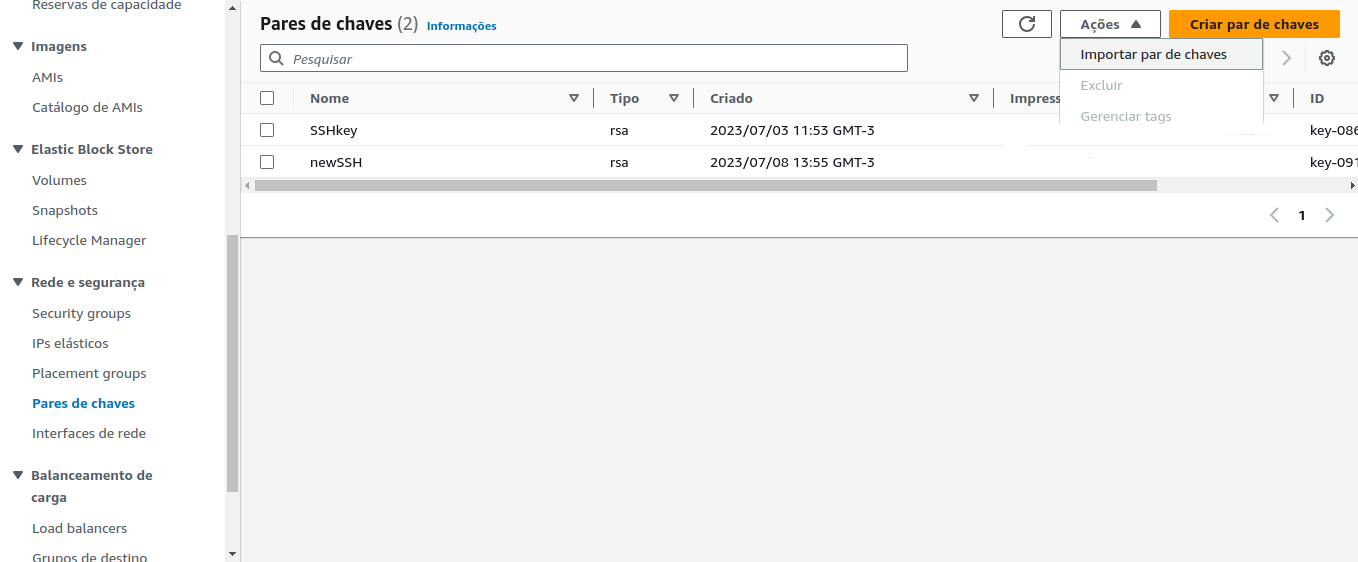 Reservas de capacidade
Imagens
AMIs
Catálogo de AMIs
Elastic Block Store
Volumes
Snapshots
Lifecycle Manager
Rede e segurança
Security groups
IPs elásticos
Placement groups
Pares de chaves
Interfaces de rede
Balanceamento de
carga
Load balancers
Grupos de destino
Pares de chaves (2) Informações
Ações
Criar par de chaves
Pesquisar
Importar par de chaves
Excluir
Gerenciar tags
Nome Tipo Criado Impress ID
SSHkey rsa 2023/07/03 11:53 GMT-3 key-086
newSSH rsa 2023/07/08 13:55 GMT-3 key-091
1